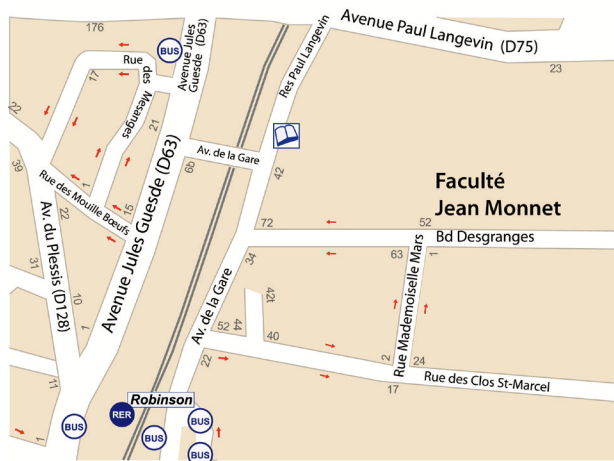 176
BUS
Avenue Jules
Guesde (D63)
Res Paul Langevin
Avenue Paul Langevin (D75)
23
Rue
des
Mesanges
17
22
21
39
Av. de la Gare
6b
42
Rue des Mouille Bœufs
1
15
22
Avenue Jules Guesde (D63)
Av. du Plessis (D128)
31
10
1
Faculté
Jean Monnet
72
52
Bd Desgranges
34
63
1
Rue Mademoiselle Mars
Av. de la Gare
42t
44
52
40
22
2
24
17
Rue des Clos St-Marcel
11
1
Robinson
RER
BUS
BUS
BUS
BUS